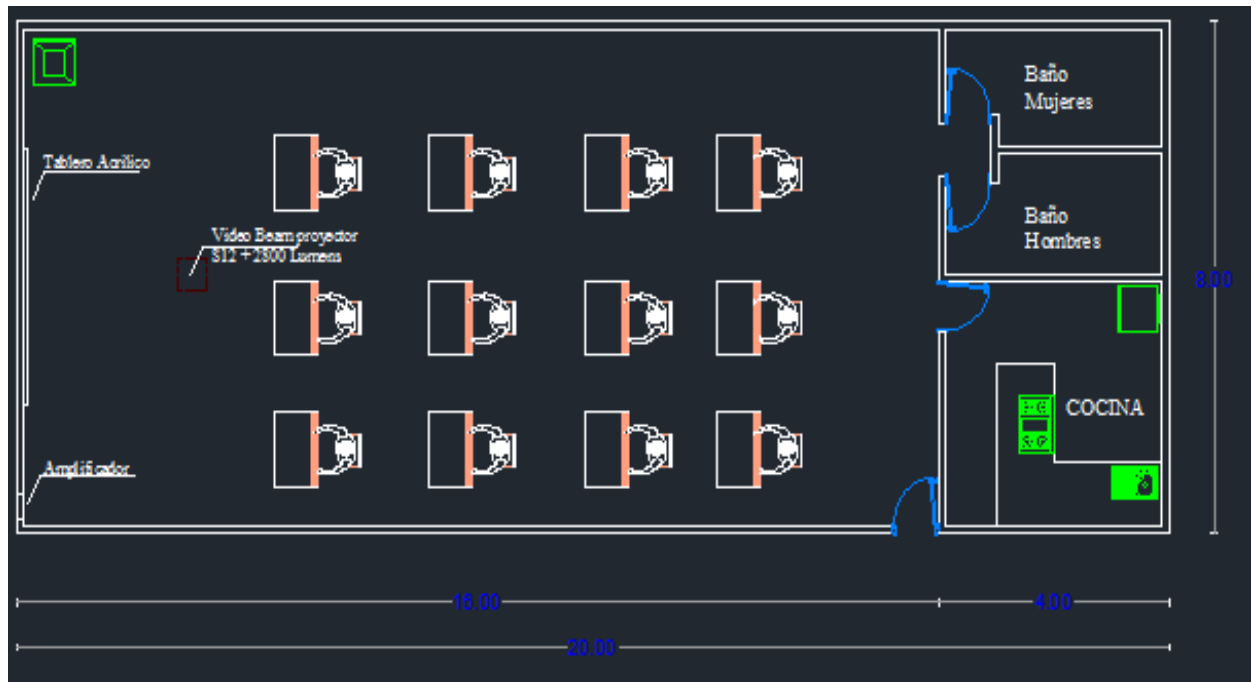 Baño
Mujeres
Tablero Acrílico
Baño
Hombres
Video Beam proyector
S12 + 2800 Lumens
8.00
COCINA
Amplificador
16.00
4.00
20.00